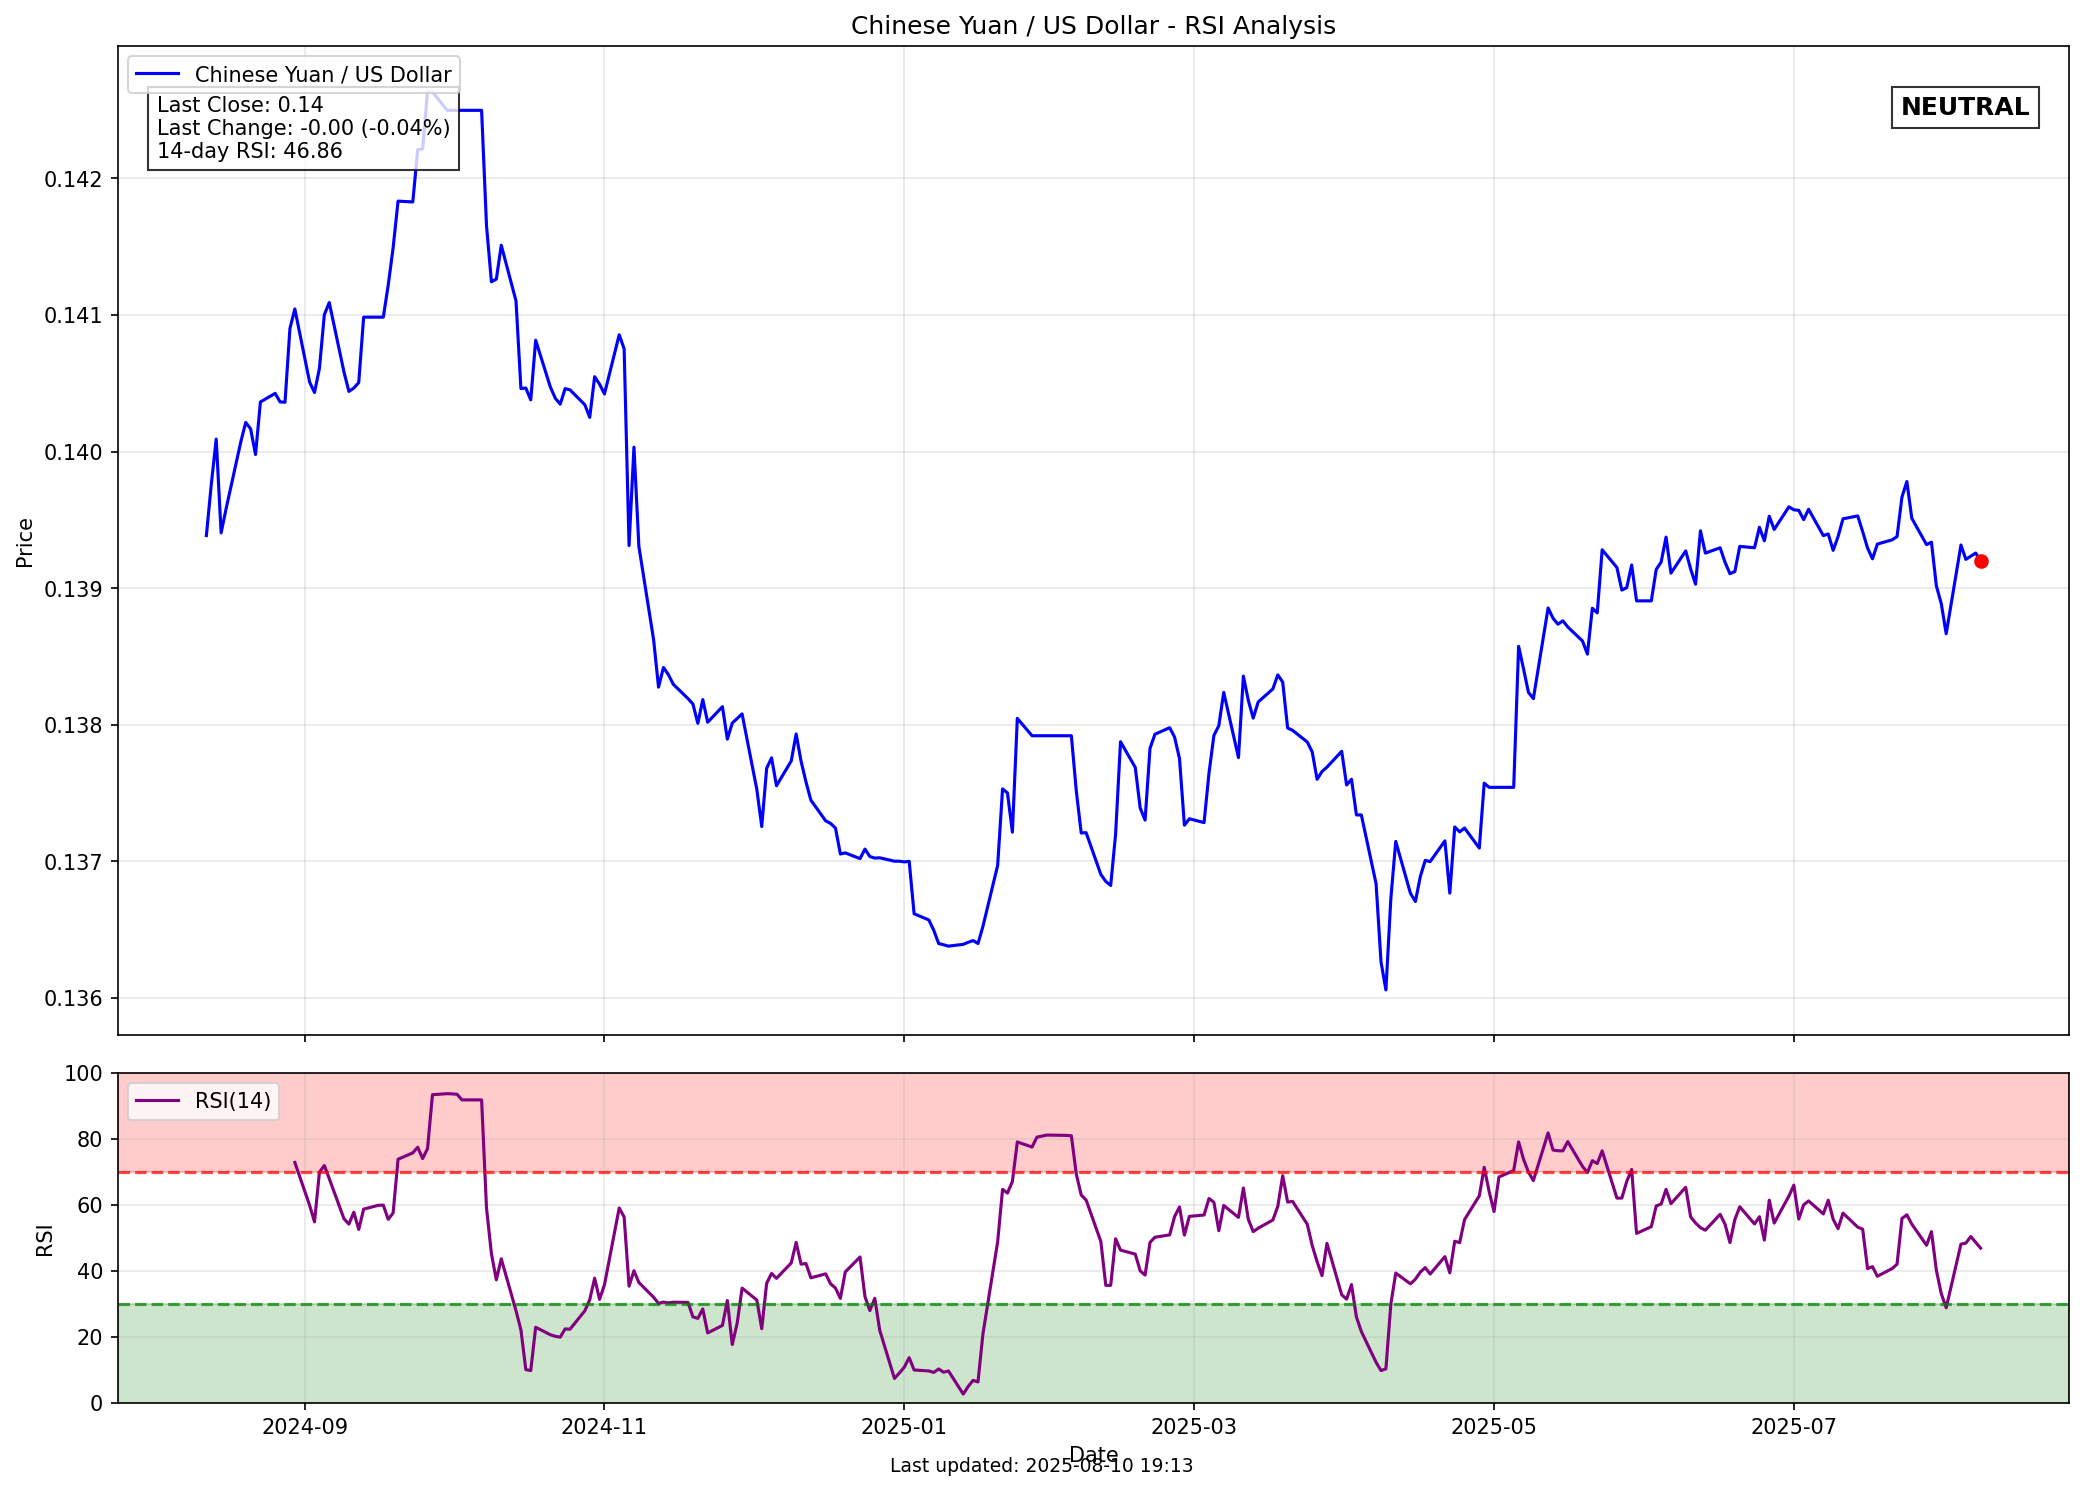 Chinese Yuan / US Dollar - RSI Analysis
Chinese Yuan / US Dollar
Last Close: 0.14
Last Change: -0.00 (-0.04%)
14-day RSI: 46.86
NEUTRAL
Price
0.142
0.141
0.140
0.139
0.138
0.137
0.136
RSI(14)
RSI
100
80
60
40
20
0
2024-09
2024-11
2025-01
2025-03
2025-05
2025-07
Date
Last updated: 2025-08-10 19:13